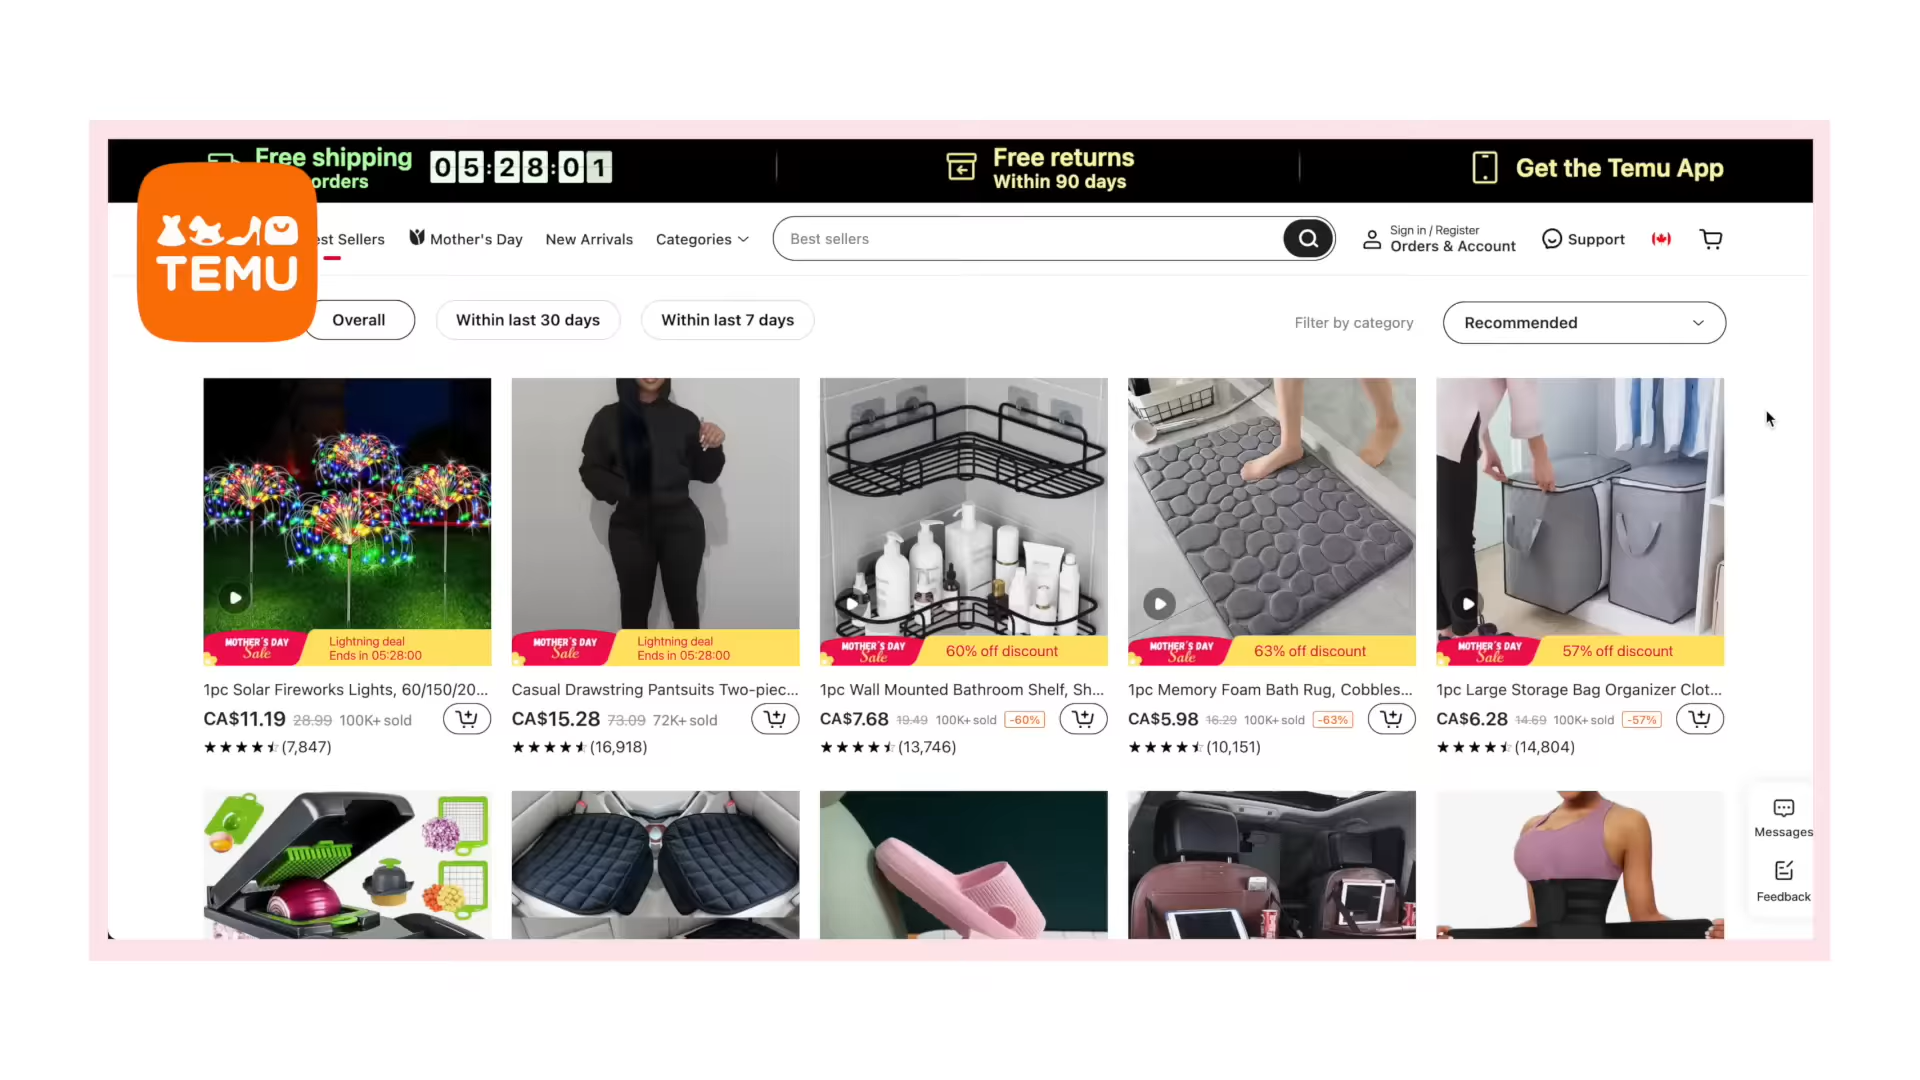 Free shipping
orders
05:28:01
Free returns
Within 90 days
Get the Temu App
TEMU
est Sellers
Mother's Day
New Arrivals
Categories
Best sellers
Sign in / Register
Orders & Account
Support
Overall
Within last 30 days
Within last 7 days
Filter by category
Recommended
MOTHER'S DAY
Sale
Lightning deal
Ends in 05:28:00
MOTHER'S DAY
Sale
Lightning deal
Ends in 05:28:00
MOTHER'S DAY
Sale
60% off discount
MOTHER'S DAY
Sale
63% off discount
MOTHER'S DAY
Sale
57% off discount
1pc Solar Fireworks Lights, 60/150/20...
CA$11.19 28.99 100K+ sold
(7,847)
Casual Drawstring Pantsuits Two-piec...
CA$15.28 73.09 72K+ sold
(16,918)
1pc Wall Mounted Bathroom Shelf, Sh...
CA$7.68 19.49 100K+ sold -60%
(13,746)
1pc Memory Foam Bath Rug, Cobbles...
CA$5.98 16.29 100K+ sold -63%
(10,151)
1pc Large Storage Bag Organizer Clot...
CA$6.28 14.69 100K+ sold -57%
(14,804)
Messages
Feedback